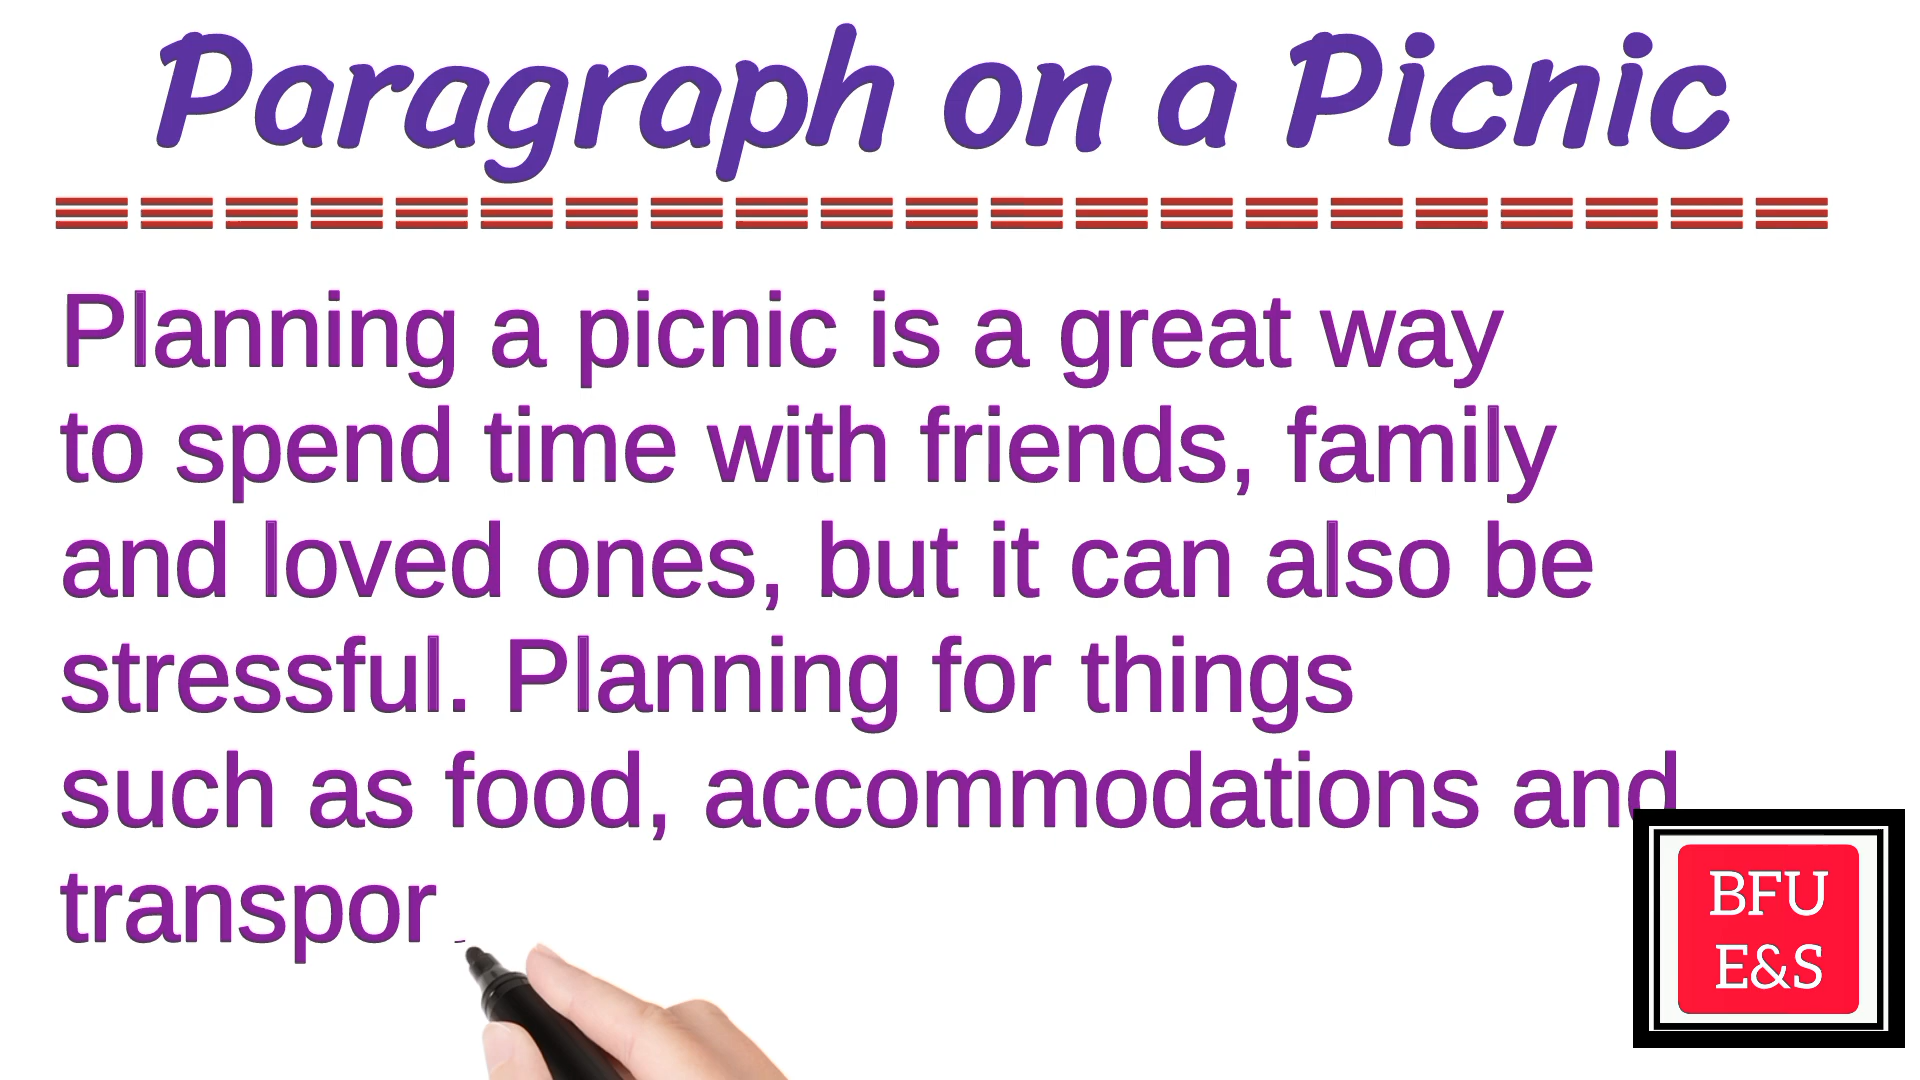 Paragraph on a Picnic
Planning a picnic is a great way
to spend time with friends, family
and loved ones, but it can also be
stressful. Planning for things
such as food, accommodations and
transpor
BFU
E&S